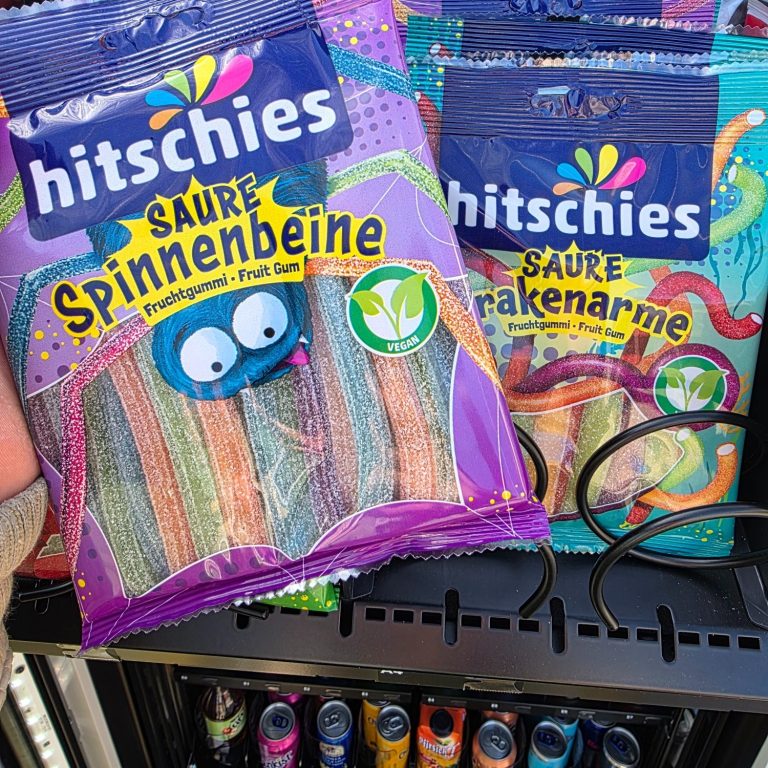 hitschies
SAURE
Spinnenbeine
Fruchtgummi • Fruit Gum
VEGAN
hitschies
SAURE
rakenarme
Fruchtgummi • Fruit Gum